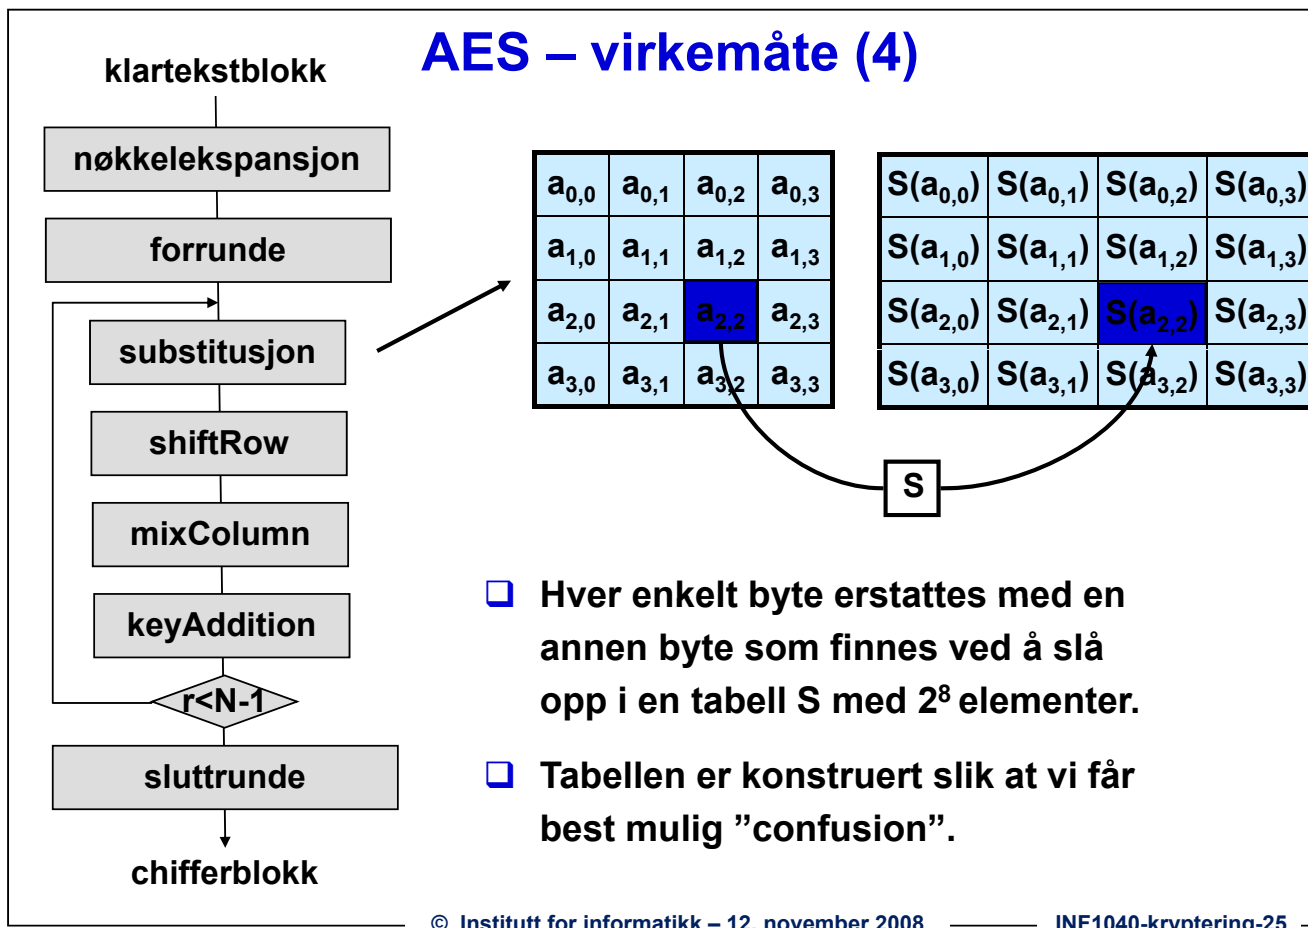 AES – virkemåte (4)
klartekstblokk
nøkkelekspansjon
forrunde
substitusjon
shiftRow
mixColumn
keyAddition
r<N-1
sluttrunde
chifferblokk
a0,0 a0,1 a0,2 a0,3
a1,0 a1,1 a1,2 a1,3
a2,0 a2,1 a2,2 a2,3
a3,0 a3,1 a3,2 a3,3
S(a0,0) S(a0,1) S(a0,2) S(a0,3)
S(a1,0) S(a1,1) S(a1,2) S(a1,3)
S(a2,0) S(a2,1) S(a2,2) S(a2,3)
S(a3,0) S(a3,1) S(a3,2) S(a3,3)
S
❑ Hver enkelt byte erstattes med en
annen byte som finnes ved å slå
opp i en tabell S med 2⁸ elementer.
❑ Tabellen er konstruert slik at vi får
best mulig ”confusion”.
© Institutt for informatikk – 12. november 2008
INF1040-kryptering-25